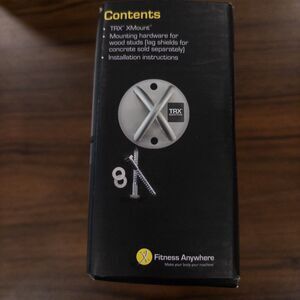 Contents
• TRX® XMount™
• Mounting hardware for
wood studs (lag shields for
concrete sold separately)
• Installation instructions
TRX
Fitness Anywhere
Make your body your machine